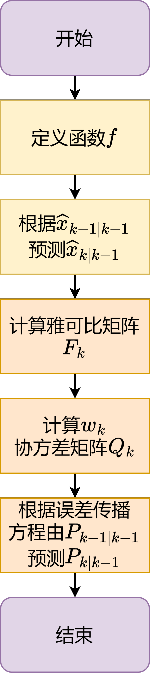 开始
定义函数f
根据x̂_{k−1|k−1}
预测x̂_{k|k−1}
计算雅可比矩阵
F_k
计算w_k
协方差矩阵Q_k
根据误差传播
方程由P_{k−1|k−1}
预测P_{k|k−1}
结束